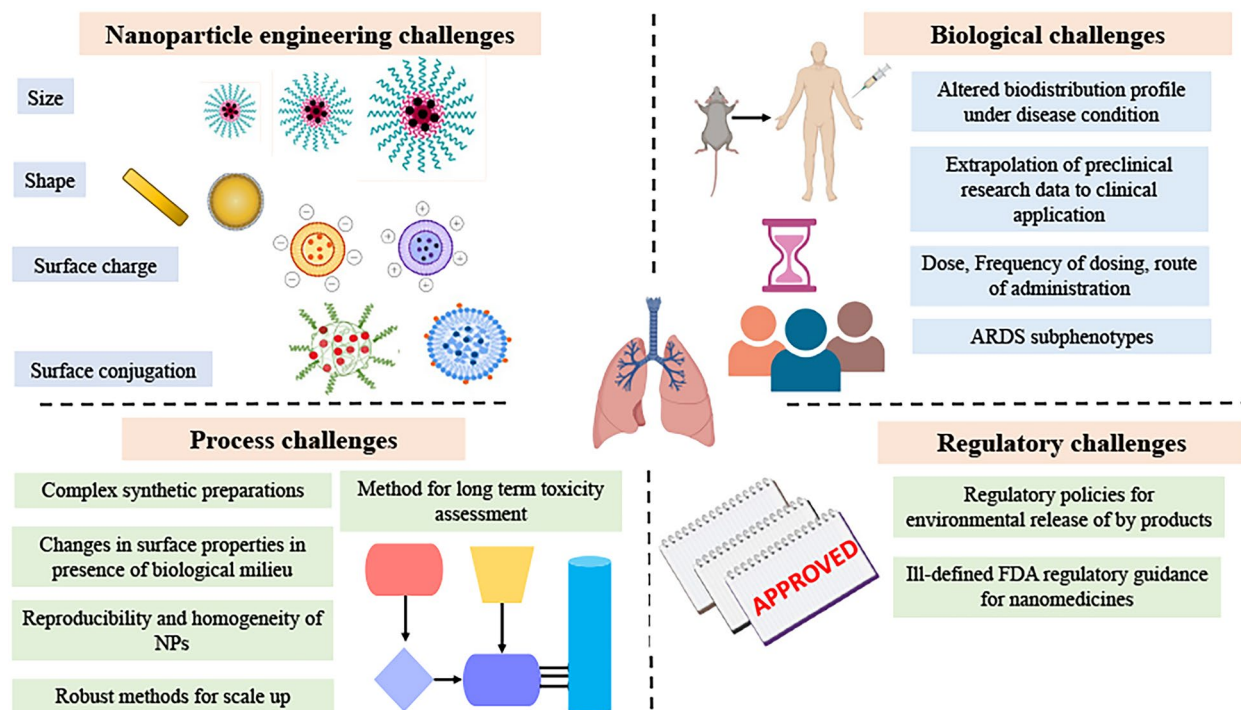 Nanoparticle engineering challenges
Size
Shape
Surface charge
Surface conjugation
Biological challenges
Altered biodistribution profile
under disease condition
Extrapolation of preclinical
research data to clinical
application
Dose, Frequency of dosing, route
of administration
ARDS subphenotypes
Process challenges
Complex synthetic preparations
Changes in surface properties in
presence of biological milieu
Reproducibility and homogeneity of
NPs
Robust methods for scale up
Method for long term toxicity
assessment
Regulatory challenges
APPROVED
Regulatory policies for
environmental release of by products
Ill-defined FDA regulatory guidance
for nanomedicines